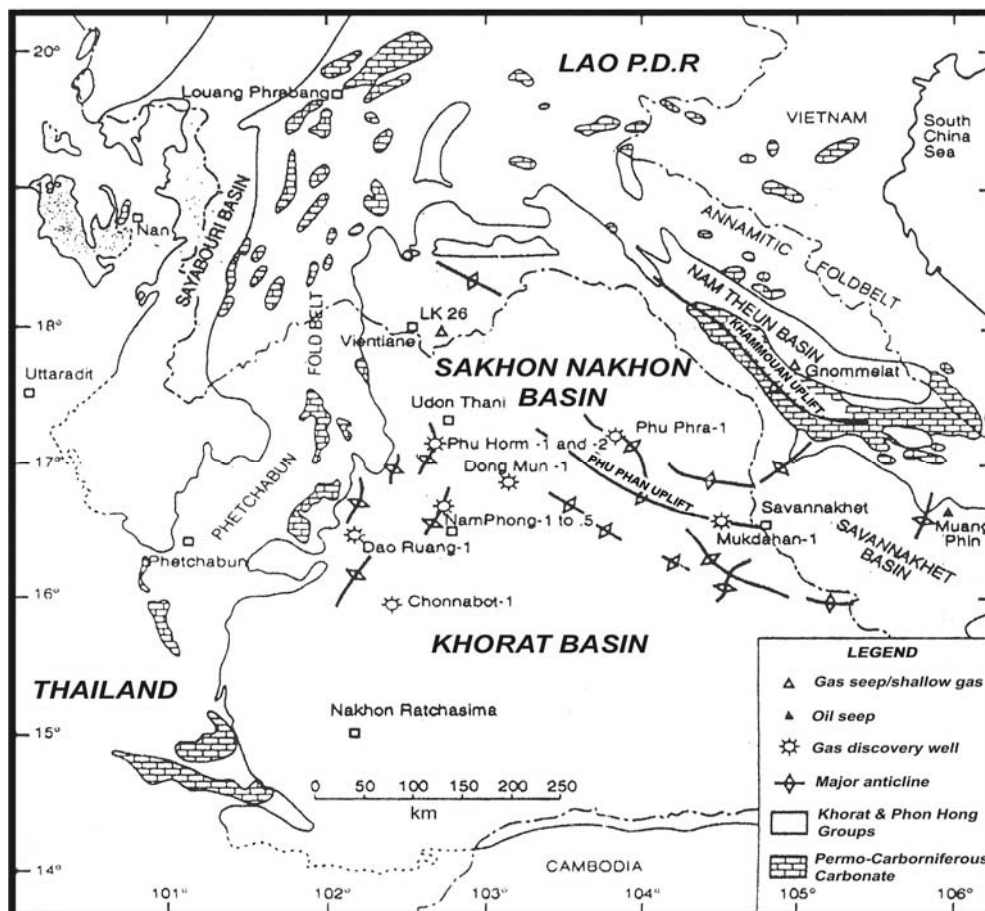 20°
LAO P.D.R
Louang Phrabang
VIETNAM
South
China
Sea
19°
Nan
SAYABOURI BASIN
ANNAMITIC
FOLDBELT
NAM THEUN BASIN
KHAMMOUAN UPLIFT
Gnommelat
18°
LK 26
Vientiane
FOLD BELT
PHETCHABUN
SAKHON NAKHON
BASIN
Uttaradit
Udon Thani
Phu Phra-1
Phu Horm -1 and -2
17°
Dong Mun -1
PHU PHAN UPLIFT
Savannakhet
NamPhong-1 to .5
Mukdahan-1
SAVANNAKHET
BASIN
Muang
Phin
Phetchabun
Dao Ruang-1
16°
Chonnabot-1
KHORAT BASIN
THAILAND
Nakhon Ratchasima
15°
0 50 100 150 200 250
km
14°
CAMBODIA
101° 102° 103° 104° 105° 106°
LEGEND
Gas seep/shallow gas
Oil seep
Gas discovery well
Major anticline
Khorat & Phon Hong
Groups
Permo-Carborniferous
Carbonate